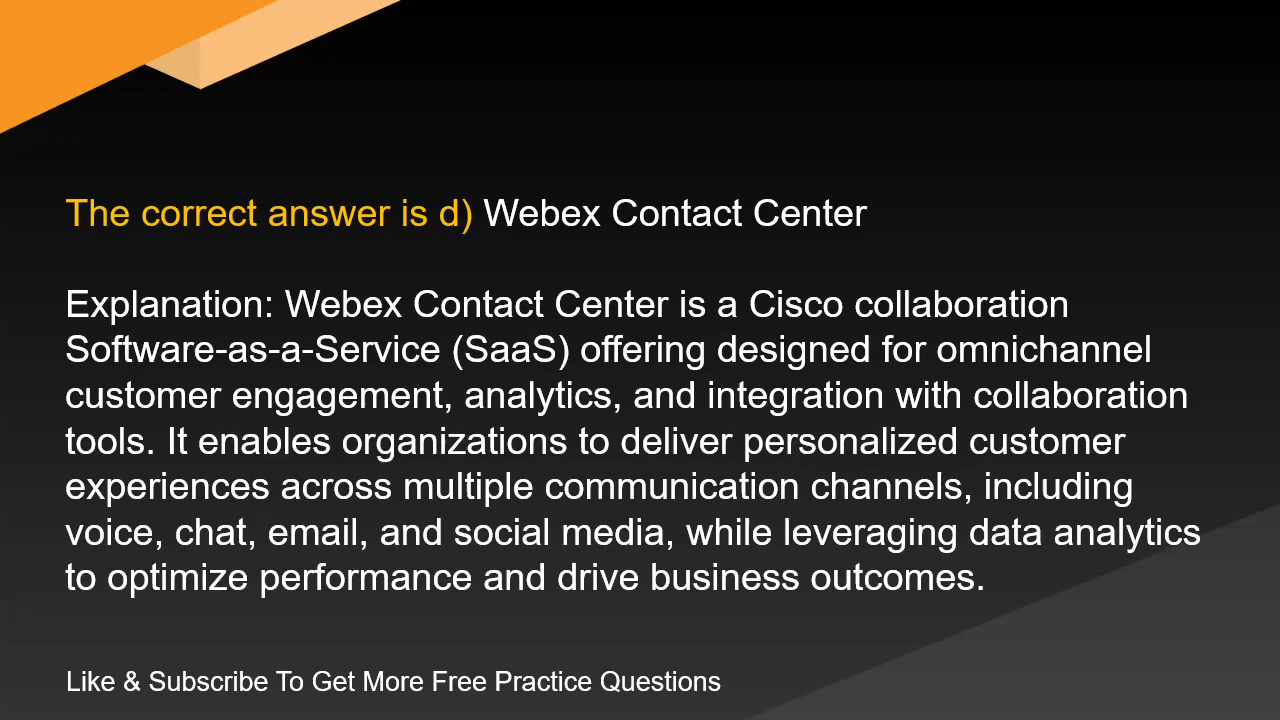 The correct answer is d) Webex Contact Center
Explanation: Webex Contact Center is a Cisco collaboration
Software-as-a-Service (SaaS) offering designed for omnichannel
customer engagement, analytics, and integration with collaboration
tools. It enables organizations to deliver personalized customer
experiences across multiple communication channels, including
voice, chat, email, and social media, while leveraging data analytics
to optimize performance and drive business outcomes.
Like & Subscribe To Get More Free Practice Questions